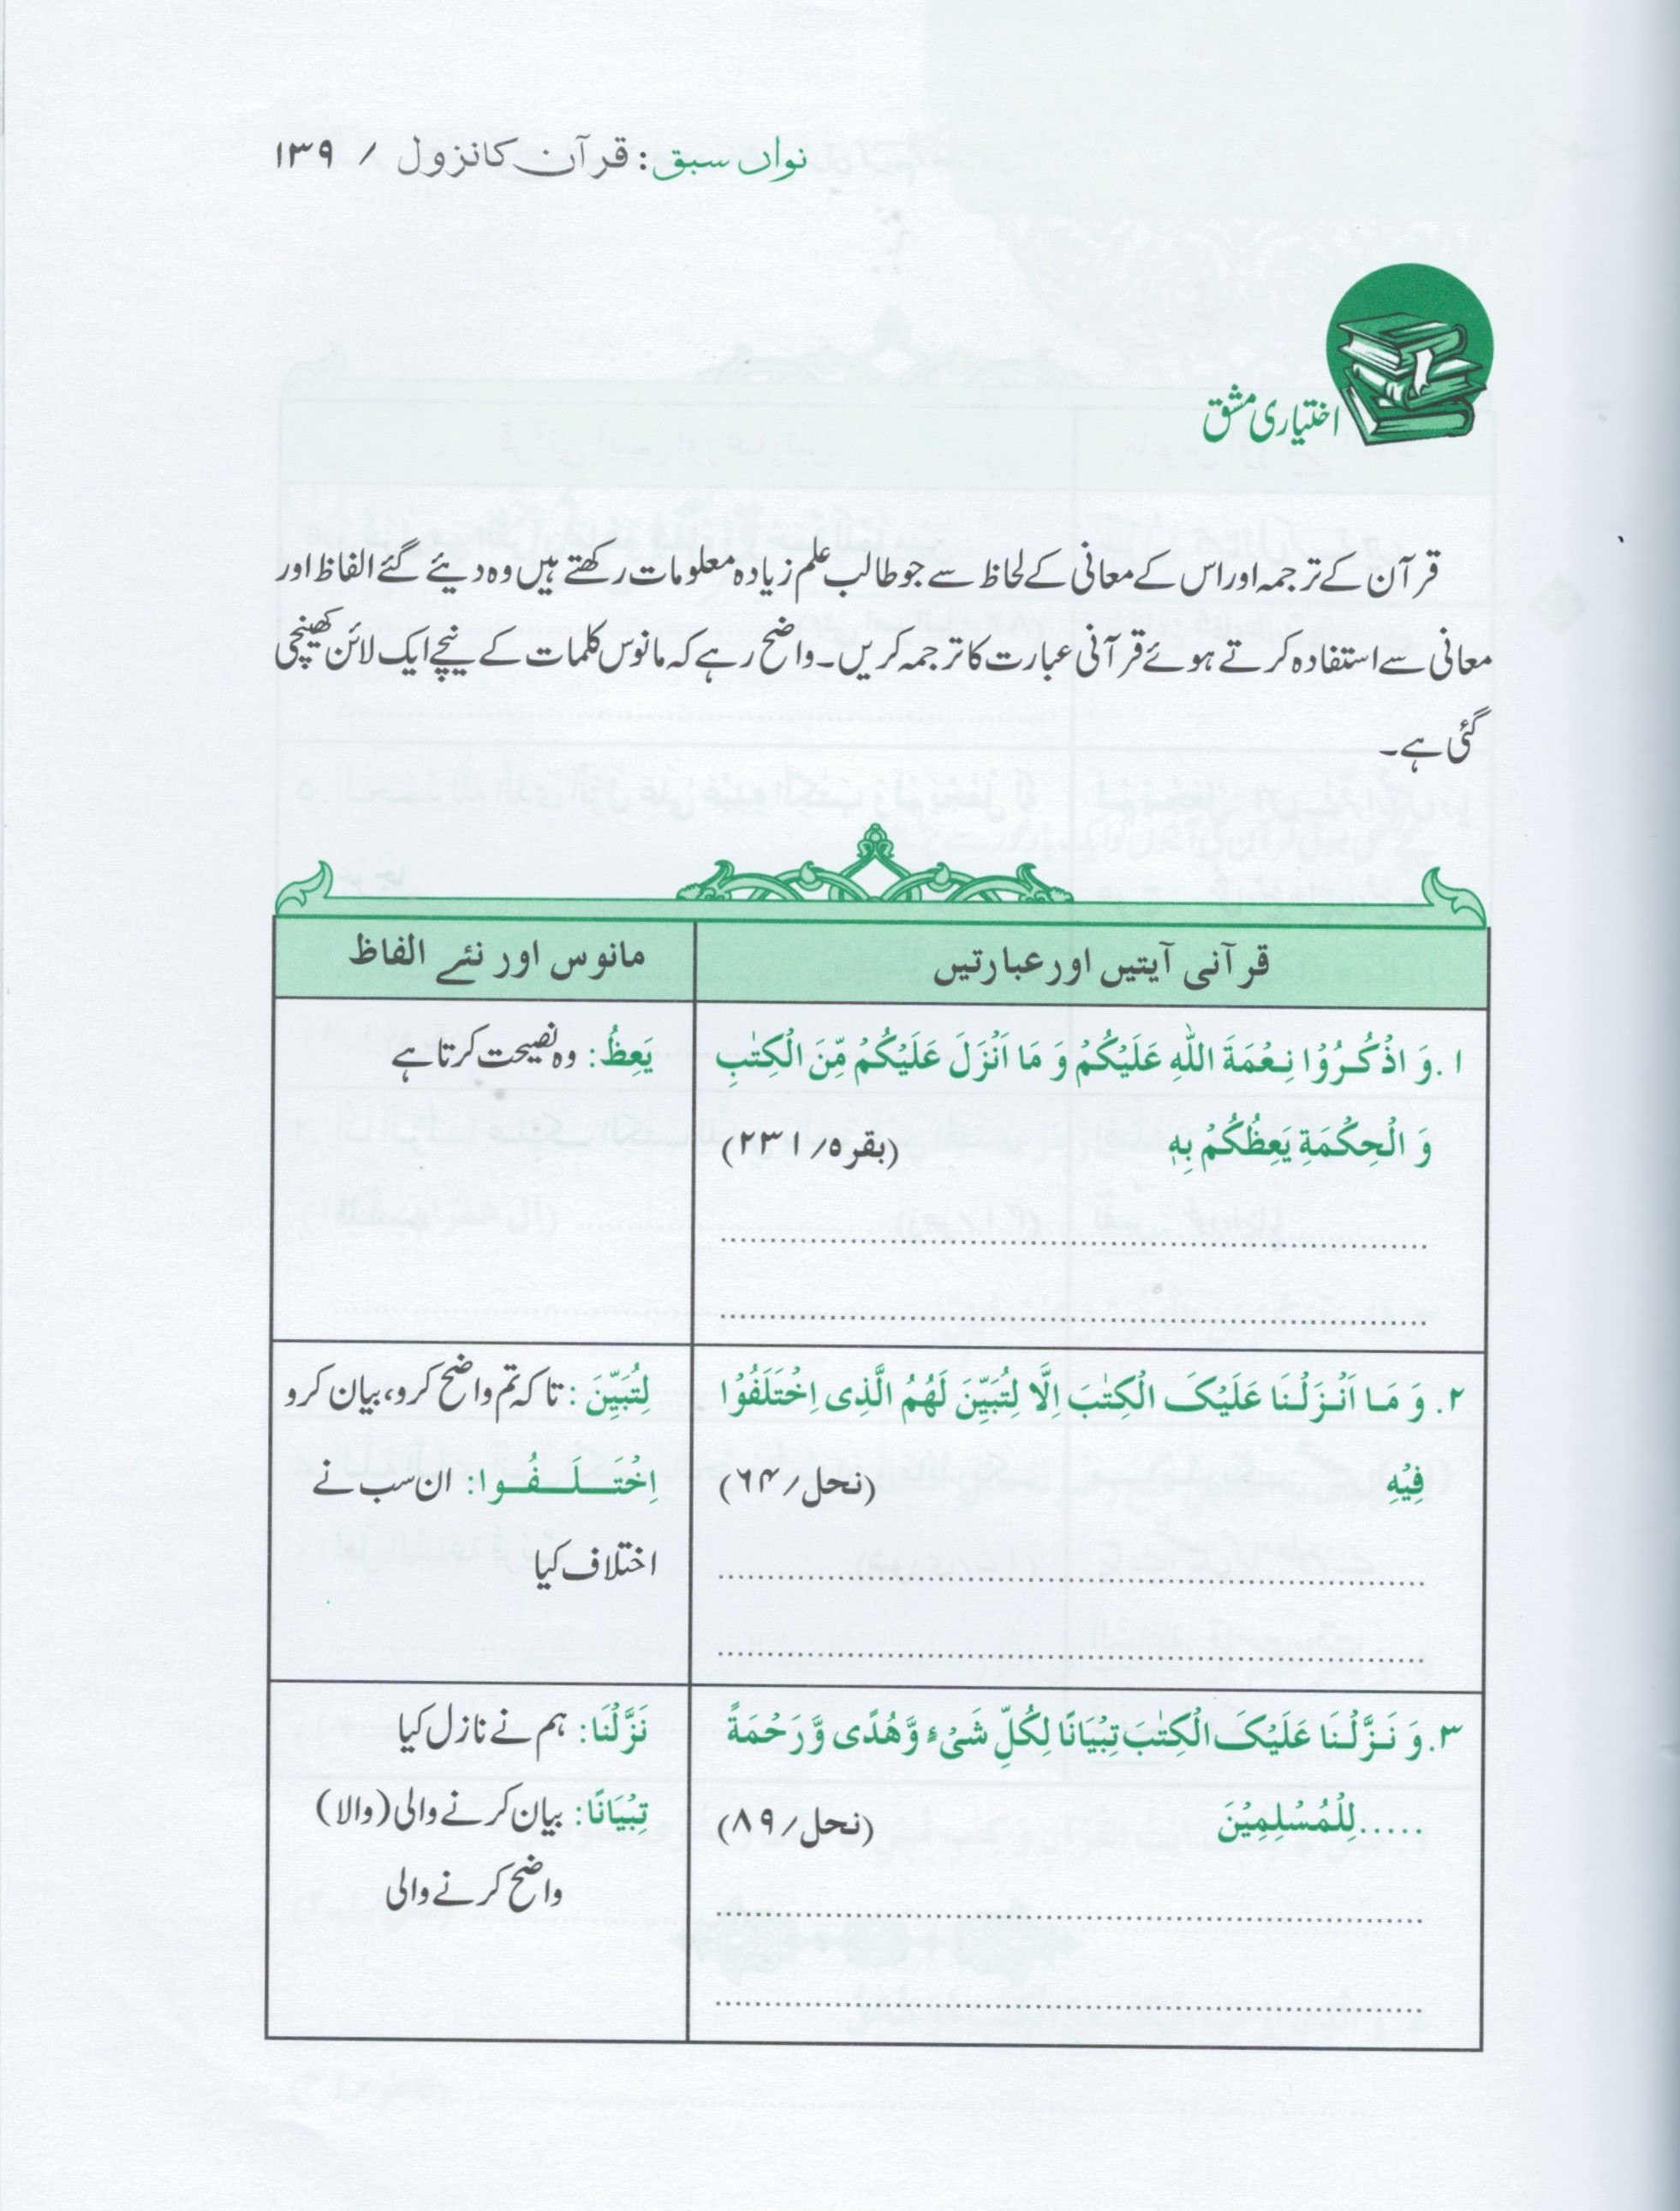 نواں سبق: قرآن کا نزول / ۱۳۹
اختیاری مشق
قرآن کے ترجمہ اور اس کے معانی کے لحاظ سے جو طالب علم زیادہ معلومات رکھتے ہیں وہ دیئے گئے الفاظ اور
معانی سے استفادہ کرتے ہوئے قرآنی عبارت کا ترجمہ کریں۔ واضح رہے کہ مانوس کلمات کے نیچے ایک لائن کھینچی
گئی ہے۔
قرآنی آیتیں اور عبارتیں
مانوس اور نئے الفاظ
۱. وَ اذْكُرُوْا نِعْمَةَ اللّٰهِ عَلَيْكُمْ وَ مَا اَنْزَلَ عَلَيْكُمْ مِّنَ الْكِتٰبِ
وَ الْحِكْمَةِ يَعِظُكُمْ بِهٖ (بقرہ/۲۳۱)
يَعِظُ: وہ نصیحت کرتا ہے
۲. وَ مَا اَنْزَلْنَا عَلَيْكَ الْكِتٰبَ اِلَّا لِتُبَيِّنَ لَهُمُ الَّذِى اخْتَلَفُوْا
فِيْهِ (نحل/۶۴)
لِتُبَيِّنَ: تا کہ تم واضح کرو، بیان کرو
اِخْتَلَفُوا: ان سب نے
اختلاف کیا
۳. وَ نَزَّلْنَا عَلَيْكَ الْكِتٰبَ تِبْيَانًا لِكُلِّ شَىْءٍ وَّهُدًى وَّرَحْمَةً
.....لِلْمُسْلِمِيْنَ (نحل/۸۹)
نَزَّلْنَا: ہم نے نازل کیا
تِبْيَانًا: بیان کرنے والی (والا)
واضح کرنے والی